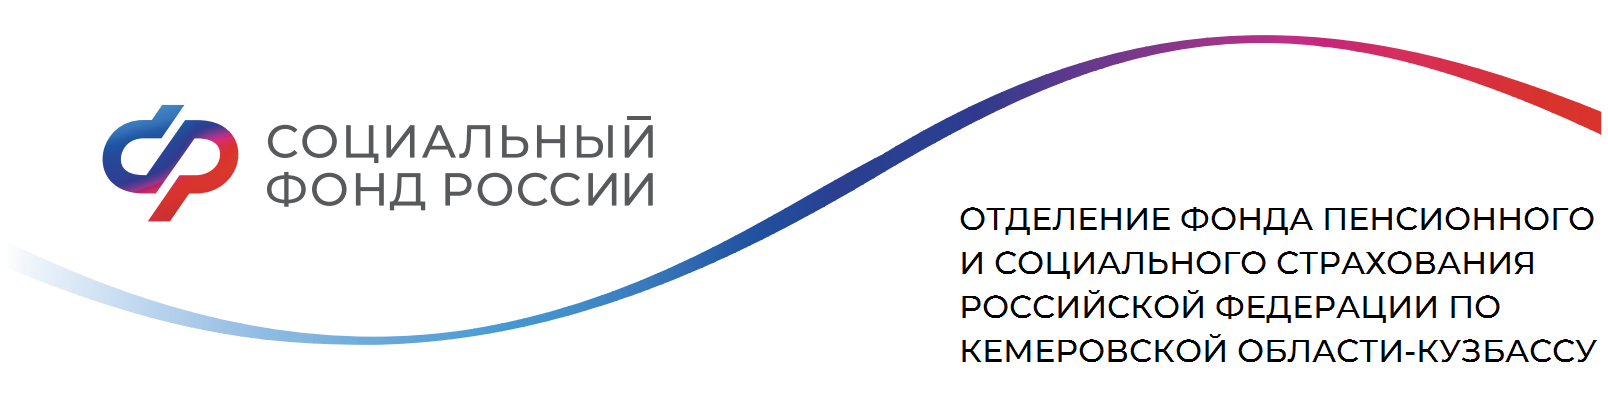 СОЦИАЛЬНЫЙ
ФОНД РОССИИ
ОТДЕЛЕНИЕ ФОНДА ПЕНСИОННОГО
И СОЦИАЛЬНОГО СТРАХОВАНИЯ
РОССИЙСКОЙ ФЕДЕРАЦИИ ПО
КЕМЕРОВСКОЙ ОБЛАСТИ-КУЗБАССУ